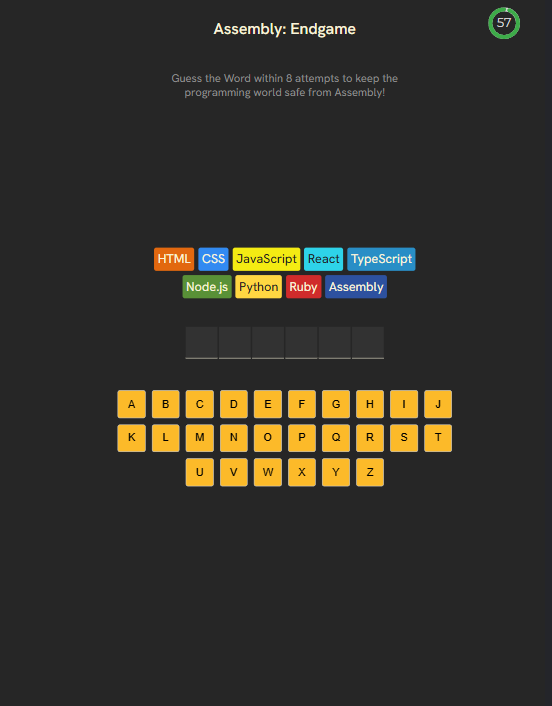 Assembly: Endgame
57
Guess the Word within 8 attempts to keep the
programming world safe from Assembly!
HTML CSS JavaScript React TypeScript
Node.js Python Ruby Assembly
A B C D E F G H I J
K L M N O P Q R S T
U V W X Y Z